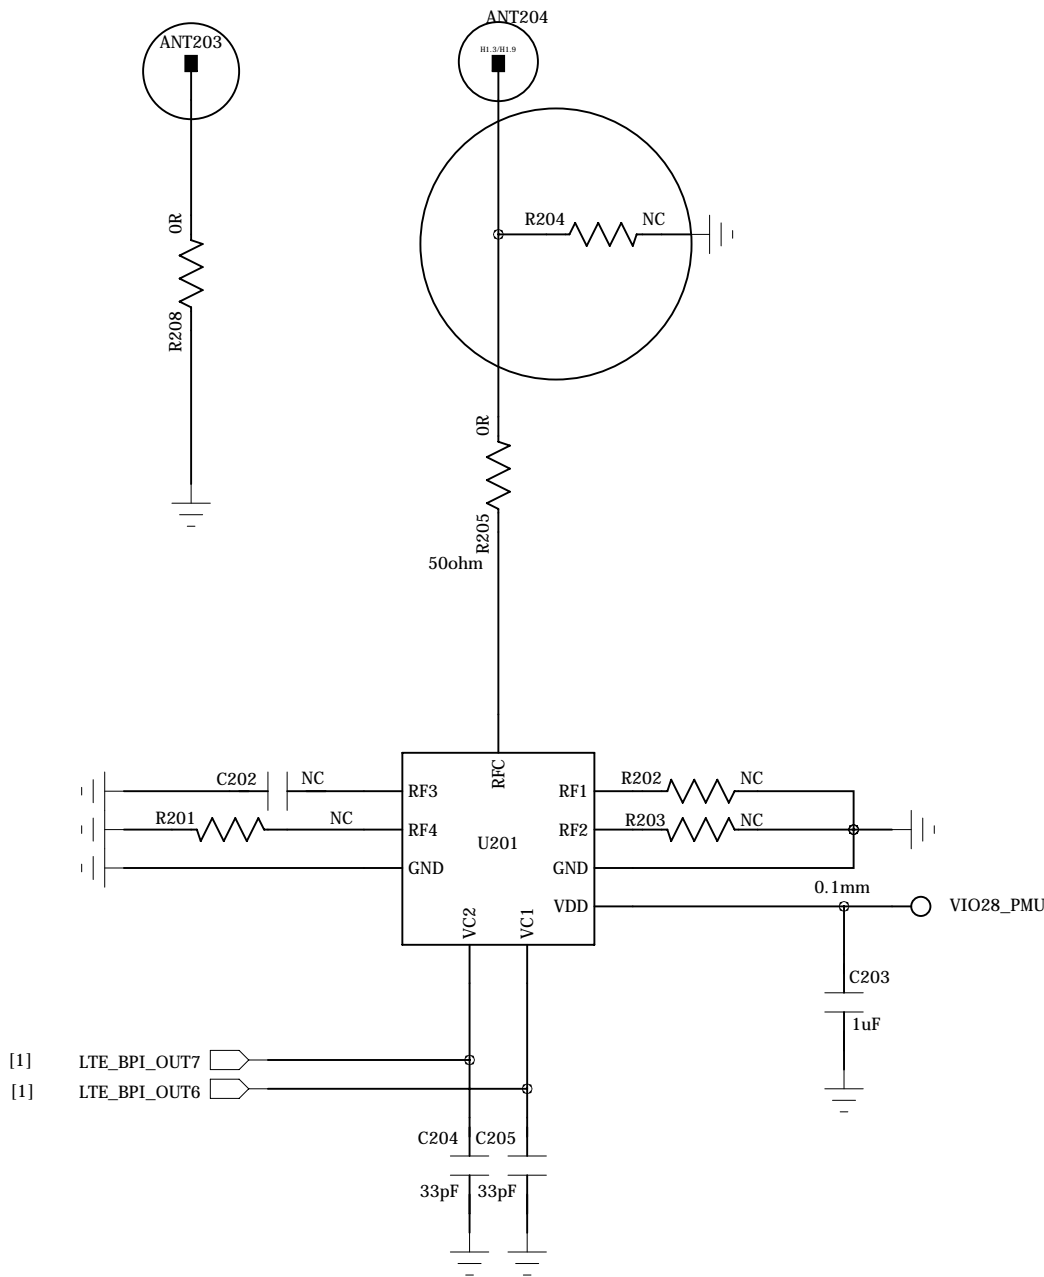 ANT203
ANT204
H1.3/H1.9
0R
R208
R204 NC
0R
R205
50ohm
C202 NC
R201 NC
RFC
RF3
RF4
GND
U201
RF1
RF2
GND
VDD
VC2
VC1
R202 NC
R203 NC
0.1mm
VIO28_PMU
C203
1uF
[1] LTE_BPI_OUT7
[1] LTE_BPI_OUT6
C204 C205
33pF 33pF